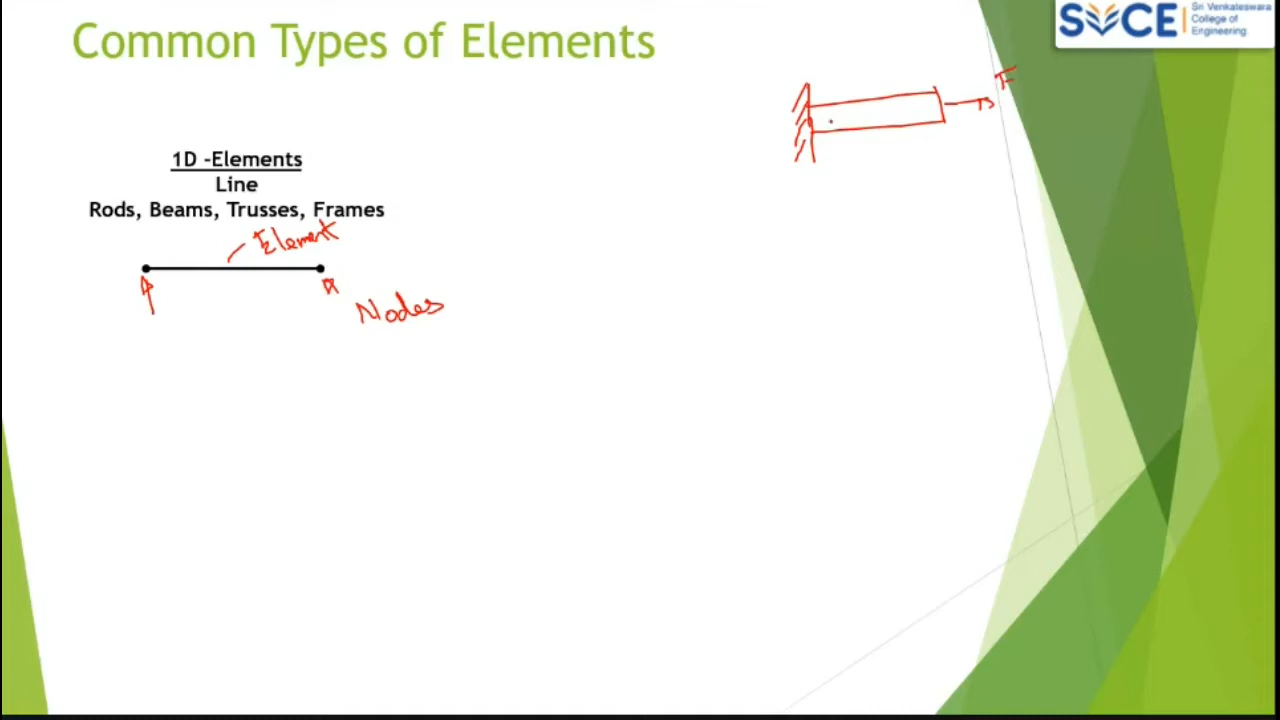 Common Types of Elements
SVCE
Sri Venkateswara
College of
Engineering
F
1D -Elements
Line
Rods, Beams, Trusses, Frames
Element
Nodes